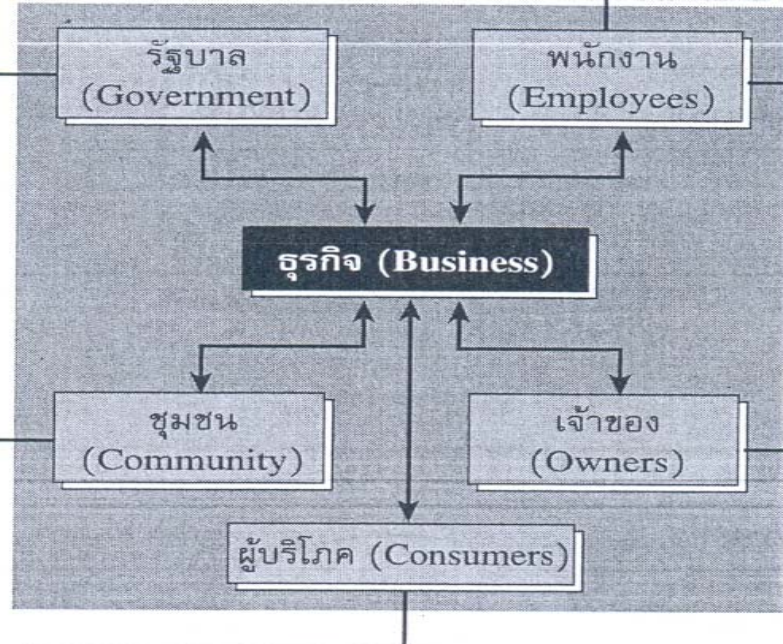 รัฐบาล
(Government)
พนักงาน
(Employees)
ธุรกิจ (Business)
ชุมชน
(Community)
เจ้าของ
(Owners)
ผู้บริโภค (Consumers)